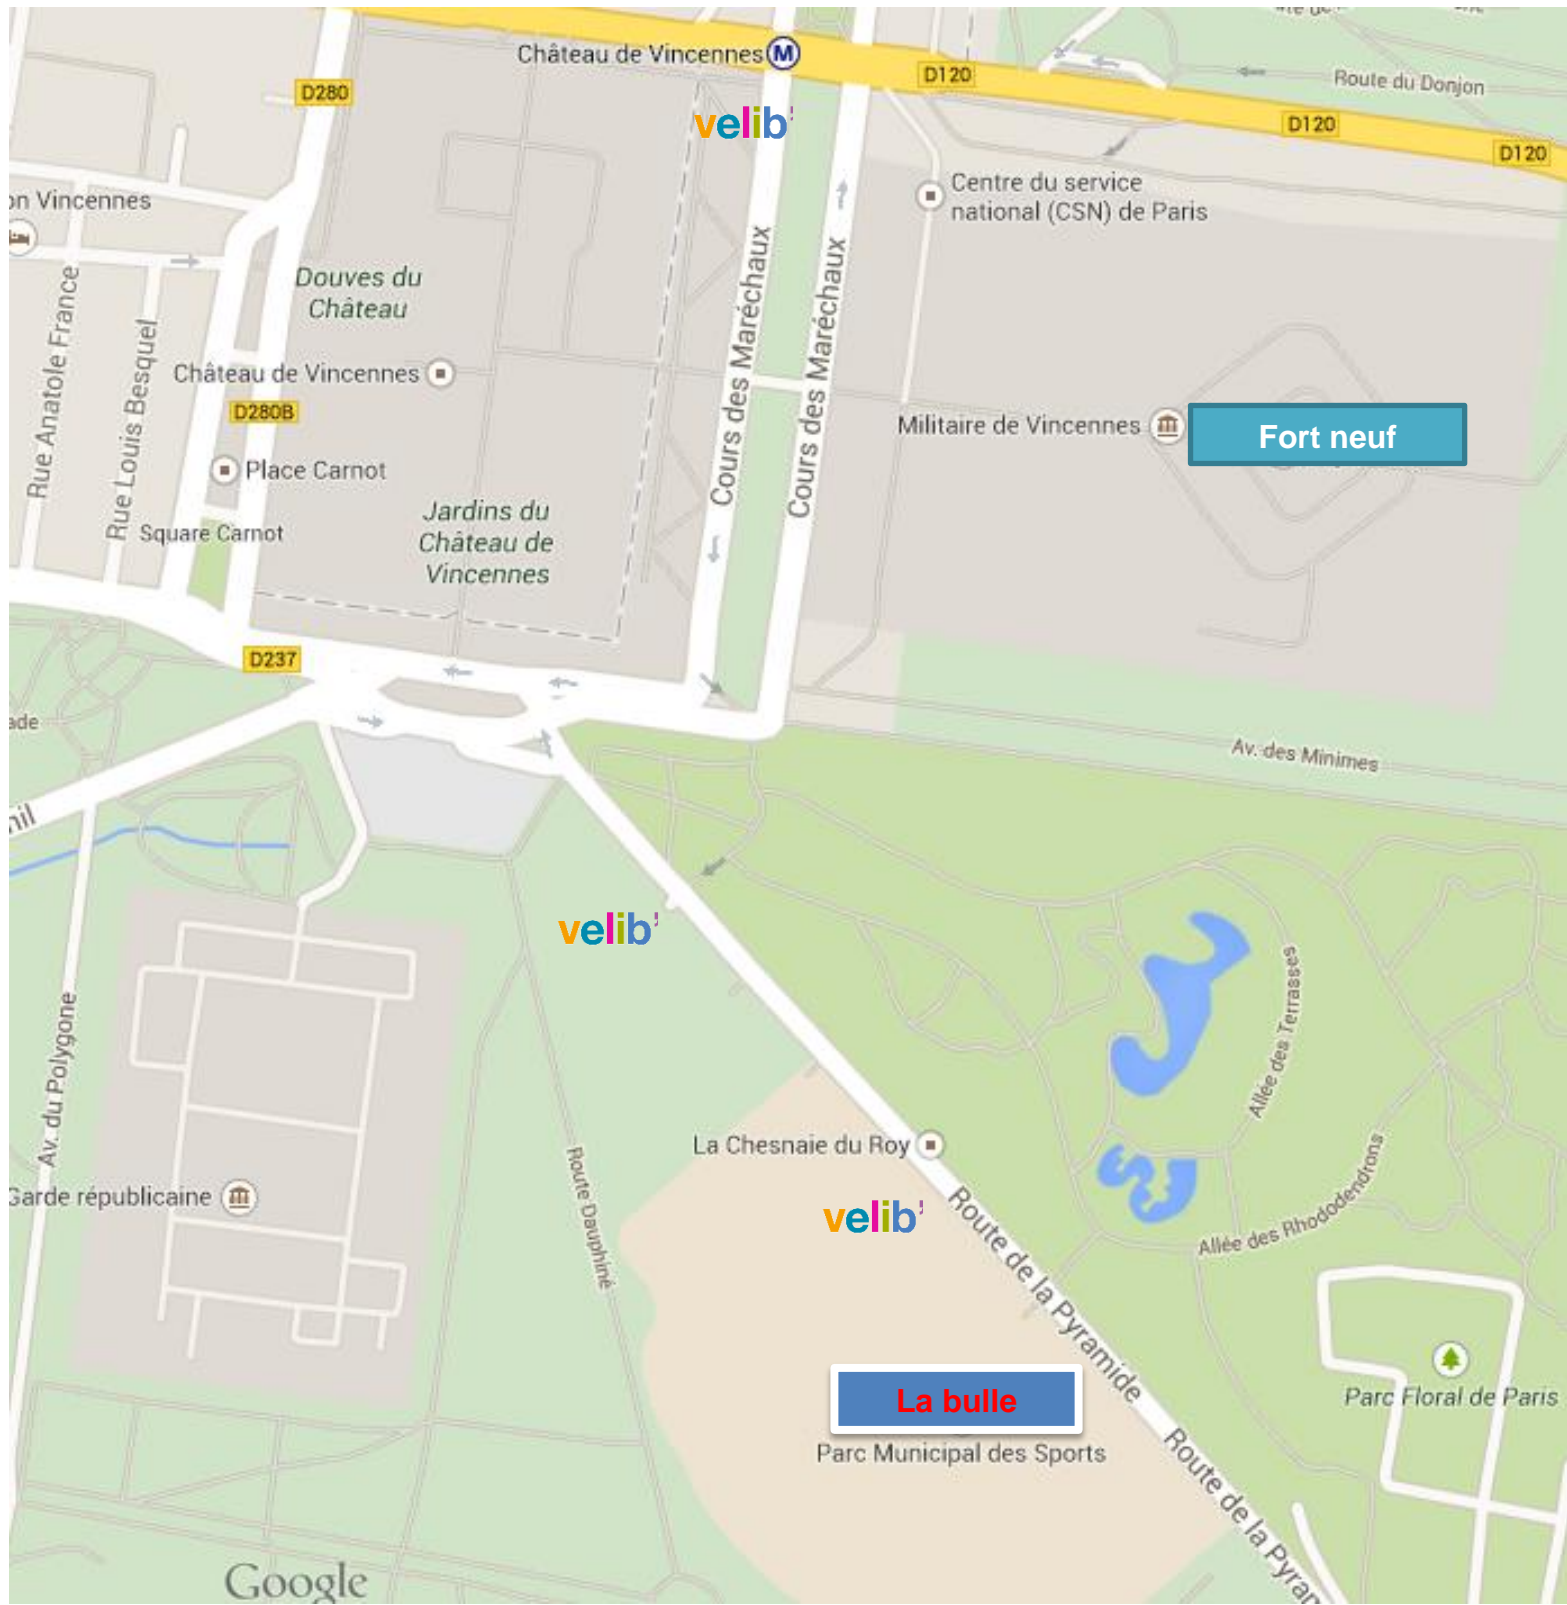 Château de Vincennes
M
D280
velib'
D120
Route du Donjon
D120
D120
on Vincennes
Centre du service
national (CSN) de Paris
Douves du
Château
Rue Anatole France
Rue Louis Besquel
Château de Vincennes
D280B
Cours des Maréchaux
Cours des Maréchaux
Militaire de Vincennes
Fort neuf
Place Carnot
Square Carnot
Jardins du
Château de
Vincennes
D237
ade
Av. des Minimes
nil
velib'
Allée des Terrasses
Av. du Polygone
La Chesnaie du Roy
Route Dauphine
Garde républicaine
velib'
Route de la Pyramide
Allée des Rhododendrons
La bulle
Parc Municipal des Sports
Parc Floral de Paris
Route de la Pyram
Google